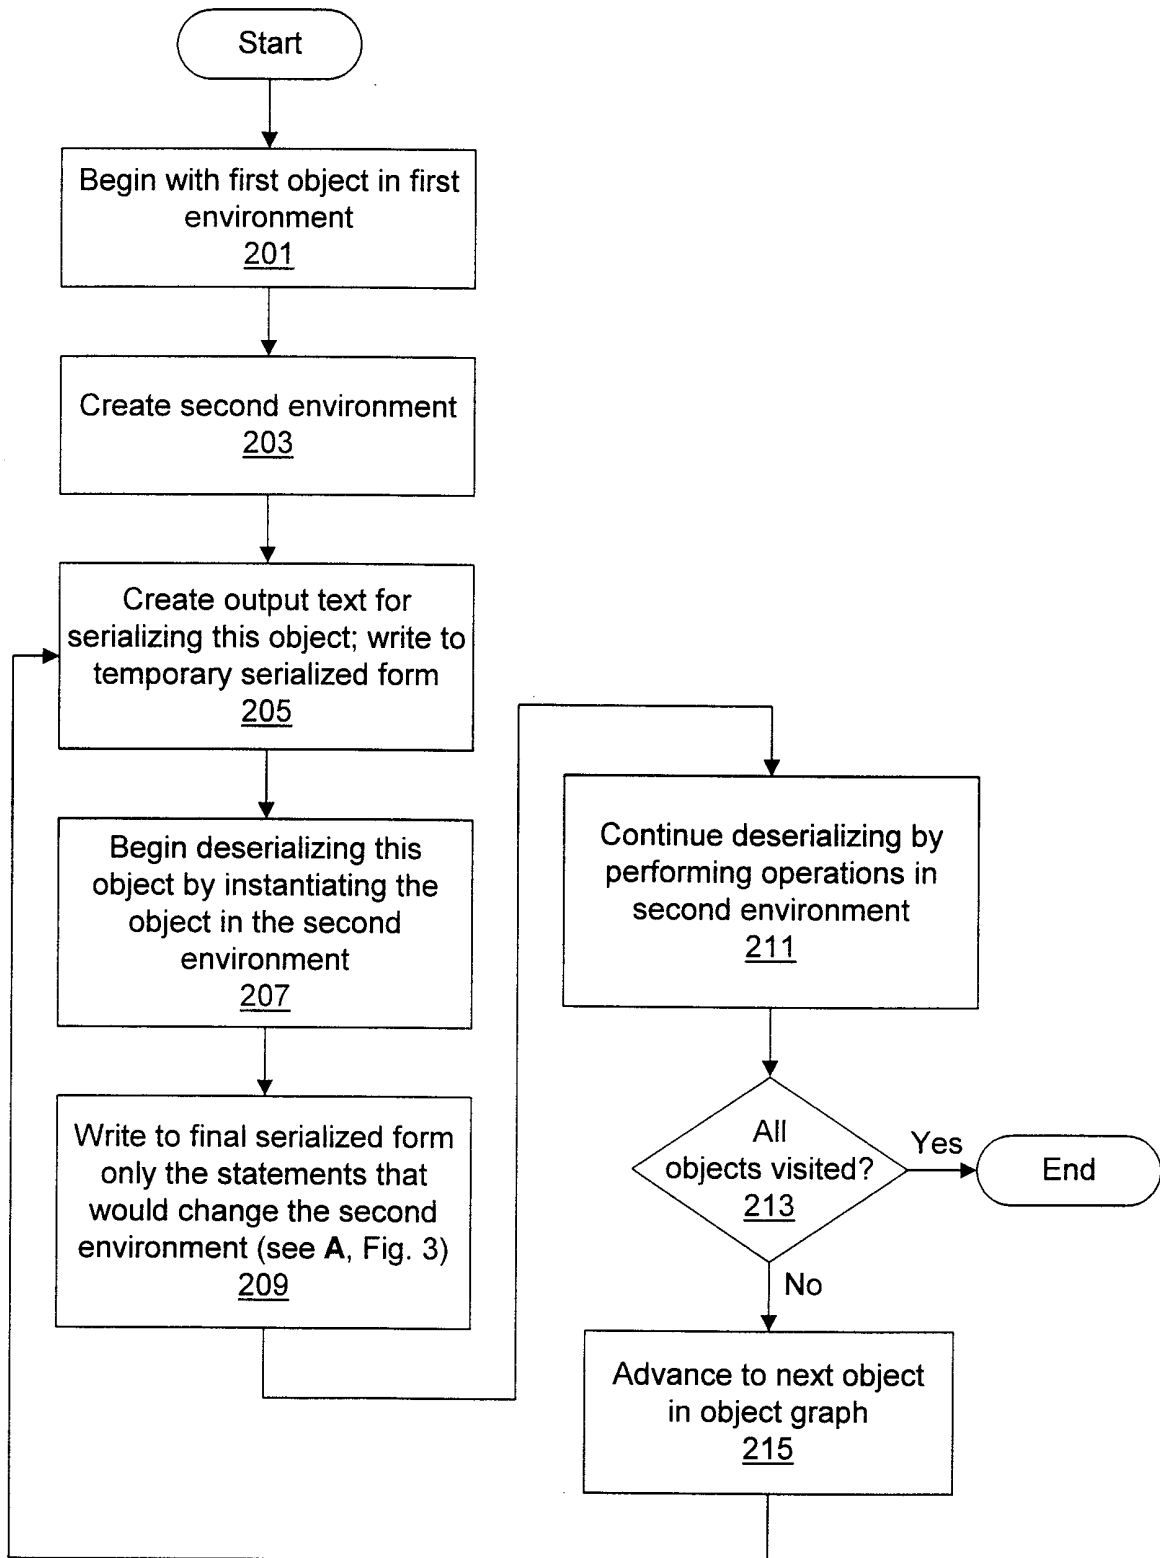 Start
Begin with first object in first
environment
201
Create second environment
203
Create output text for
serializing this object; write to
temporary serialized form
205
Begin deserializing this
object by instantiating the
object in the second
environment
207
Write to final serialized form
only the statements that
would change the second
environment (see A, Fig. 3)
209
Continue deserializing by
performing operations in
second environment
211
All
objects visited?
213
Yes
End
No
Advance to next object
in object graph
215